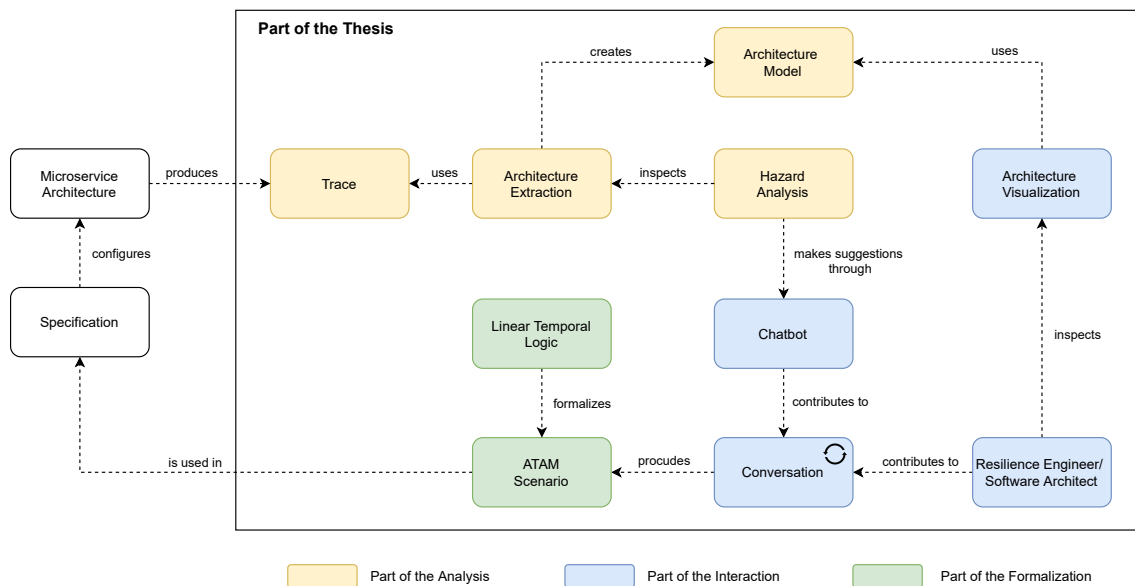 Part of the Thesis
creates
Architecture
Model
uses
Microservice
Architecture
produces
Trace
uses
Architecture
Extraction
inspects
Hazard
Analysis
Architecture
Visualization
configures
makes suggestions
through
Specification
Linear Temporal
Logic
Chatbot
inspects
formalizes
contributes to
is used in
ATAM
Scenario
procudes
Conversation
contributes to
Resilience Engineer/
Software Architect
Part of the Analysis
Part of the Interaction
Part of the Formalization